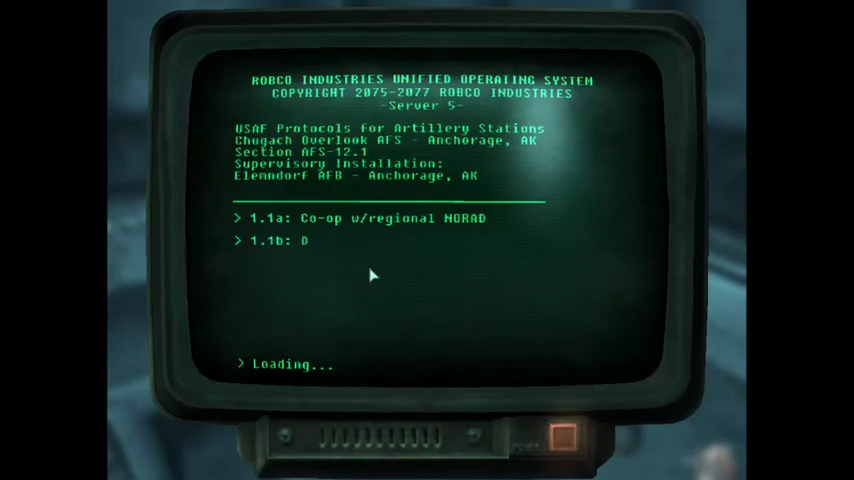 ROBCO INDUSTRIES UNIFIED OPERATING SYSTEM
COPYRIGHT 2075-2077 ROBCO INDUSTRIES
-Server 5-
USAF Protocols for Artillery Stations
Chugach Overlook AFS - Anchorage, AK
Section AFS-12.1
Supervisory Installation:
Elemndorf AFB - Anchorage, AK
> 1.1a: Co-op w/regional NORAD
> 1.1b: D
> Loading...